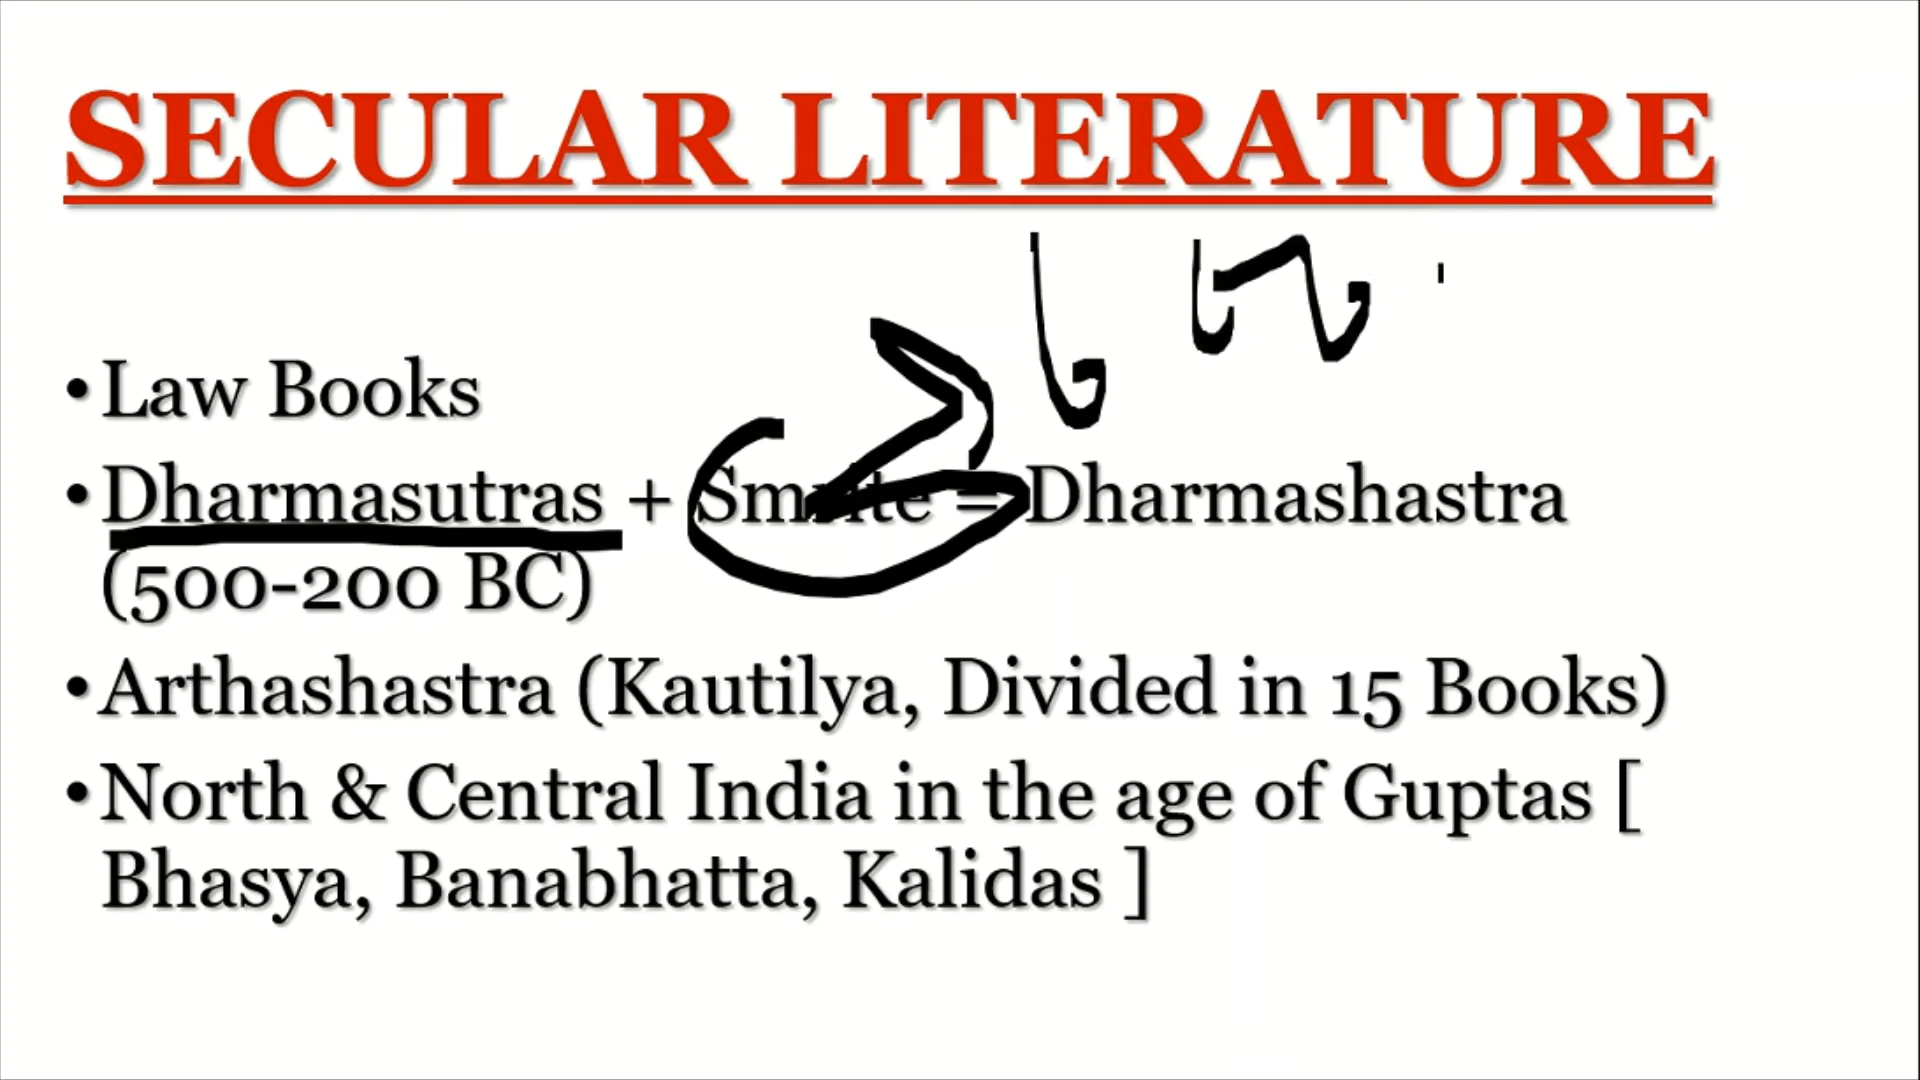 SECULAR LITERATURE
•Law Books
•Dharmasutras + = Dharmashastra
(500-200 BC)
•Arthashastra (Kautilya, Divided in 15 Books)
•North & Central India in the age of Guptas [
Bhasya, Banabhatta, Kalidas ]